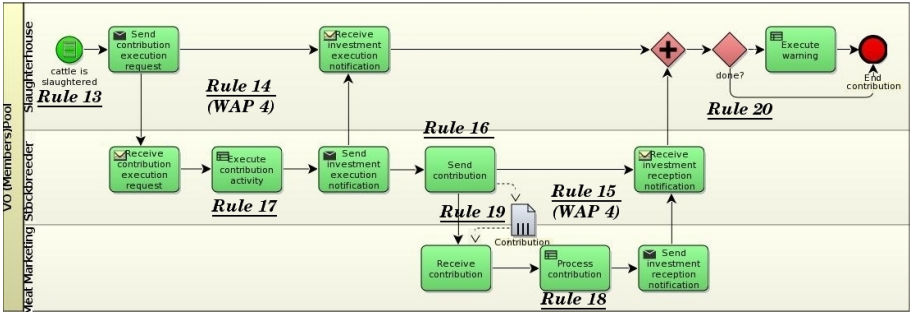 VO (Members)Pool
Slaughterhouse
cattle is
slaughtered
Rule 13
Send
contribution
execution
request
Rule 14
(WAP 4)
Receive
investment
execution
notification
done?
Execute
warning
End
contribution
Rule 20
Stockbreeder
Receive
contribution
execution
request
Execute
contribution
activity
Rule 17
Send
investment
execution
notification
Rule 16
Send
contribution
Rule 15
(WAP 4)
Receive
investment
reception
notification
Rule 19
Contribution
Meat Marketing
Receive
contribution
Process
contribution
Rule 18
Send
investment
reception
notification